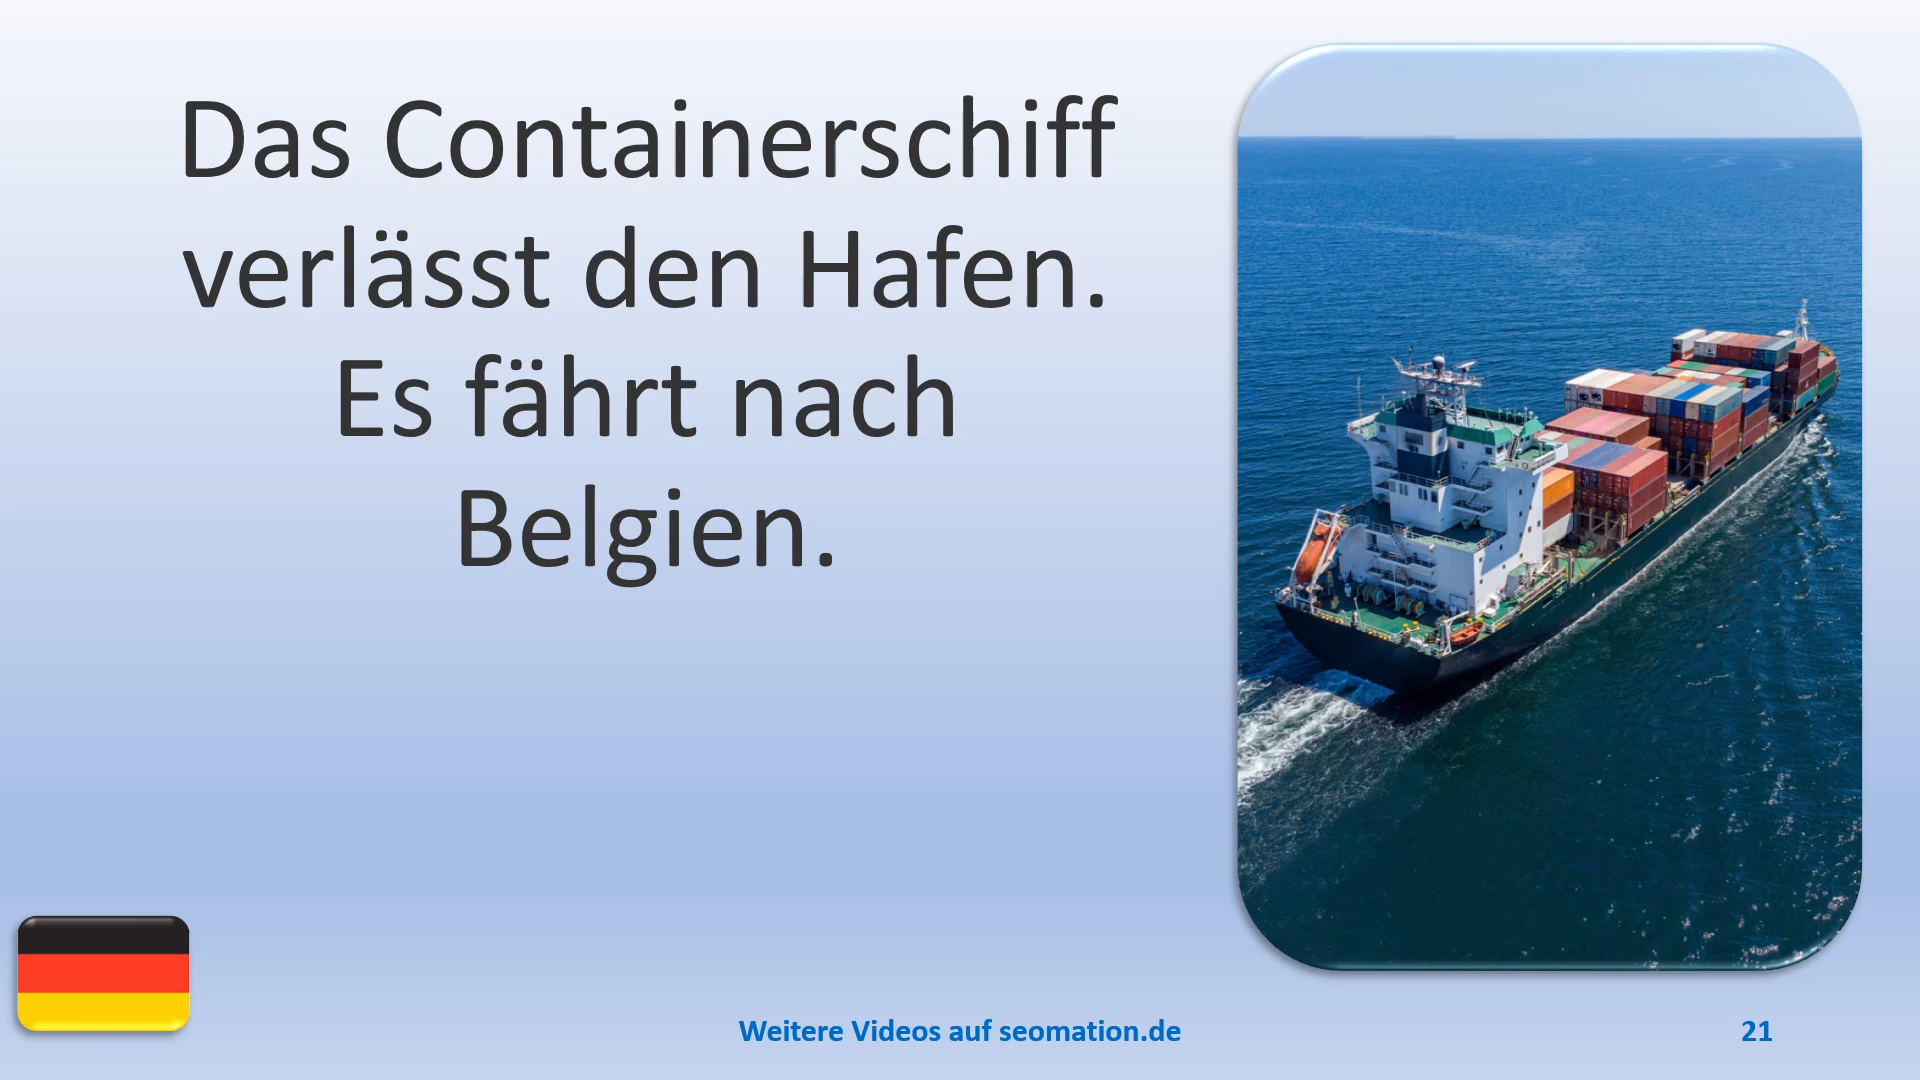 Das Containerschiff
verlässt den Hafen.
Es fährt nach
Belgien.
Weitere Videos auf seomation.de
21